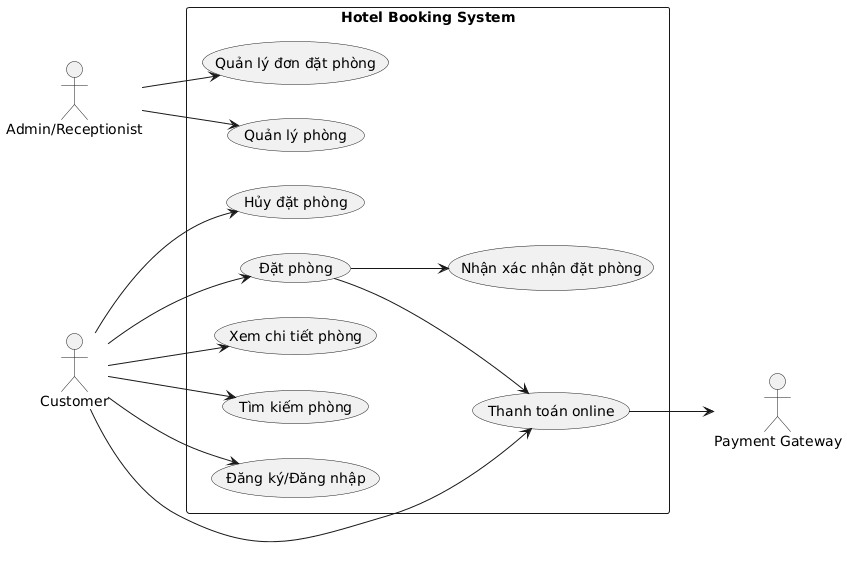 Hotel Booking System
Quản lý đơn đặt phòng
Admin/Receptionist
Quản lý phòng
Hủy đặt phòng
Đặt phòng
Nhận xác nhận đặt phòng
Xem chi tiết phòng
Customer
Tìm kiếm phòng
Thanh toán online
Payment Gateway
Đăng ký/Đăng nhập